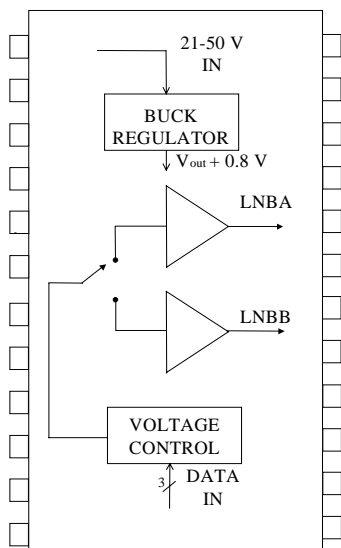 21-50 V
IN
BUCK
REGULATOR
Vout + 0.8 V
LNBA
LNBB
VOLTAGE
CONTROL
3
DATA
IN